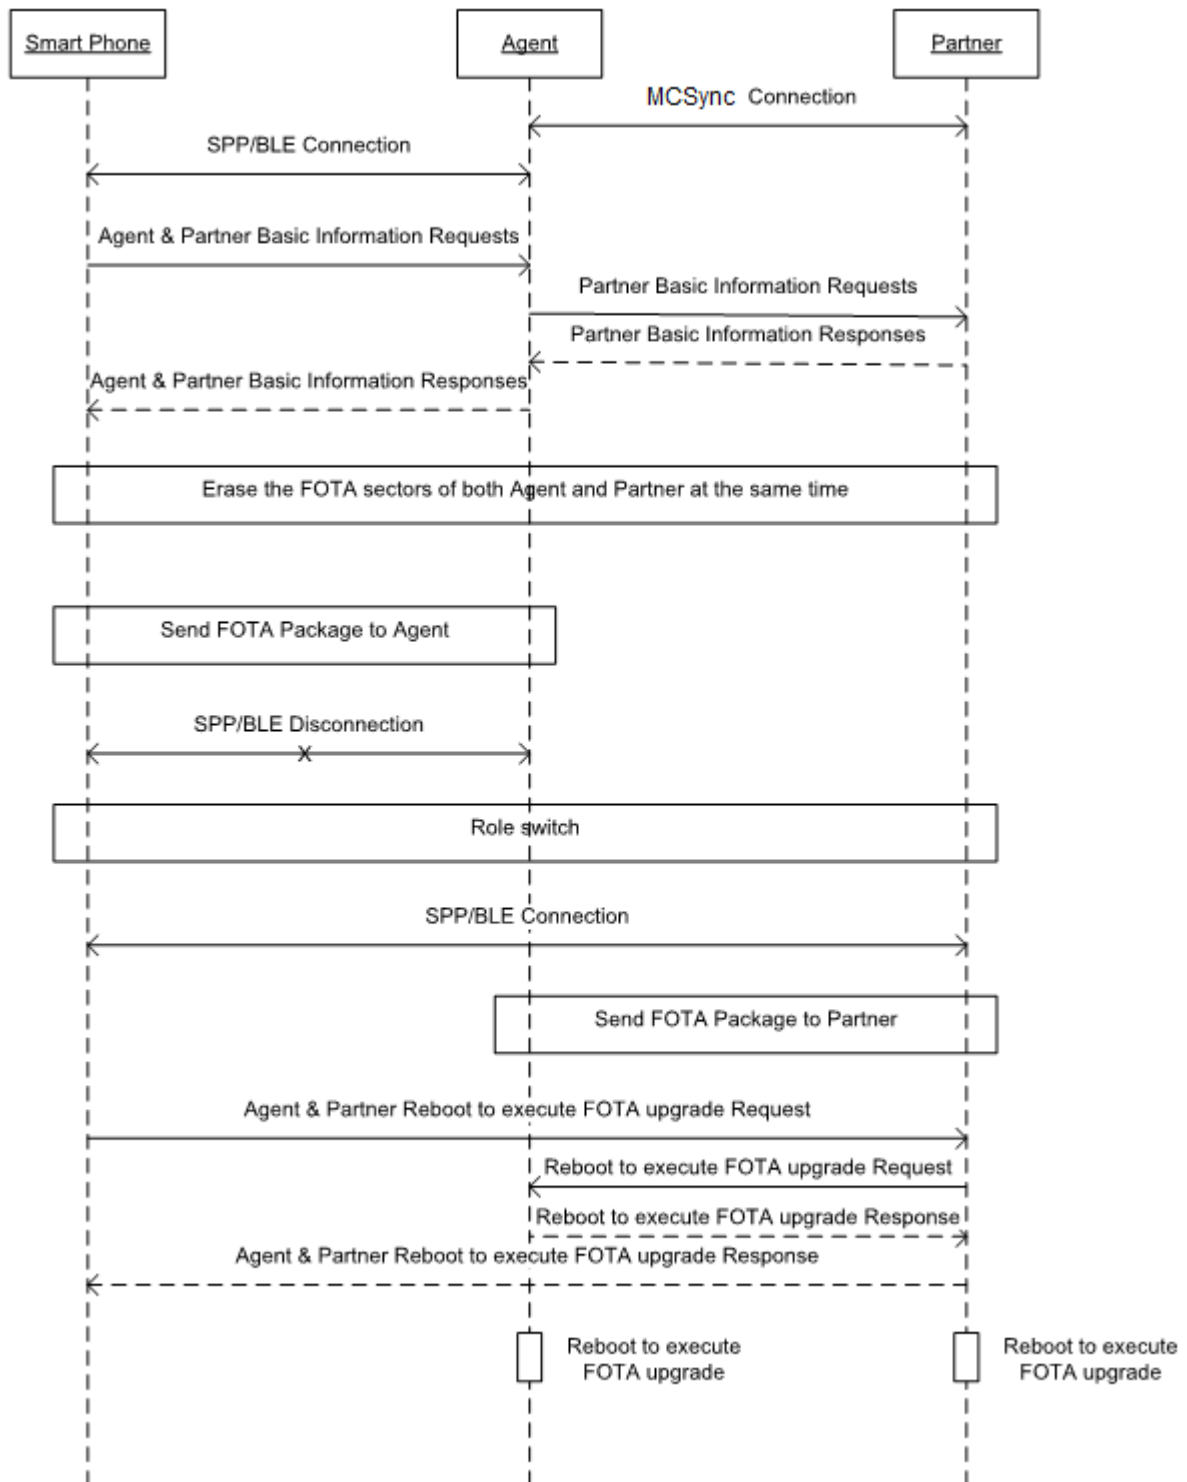 Smart Phone
Agent
Partner
MCSync Connection
SPP/BLE Connection
Agent & Partner Basic Information Requests
Partner Basic Information Requests
Partner Basic Information Responses
Agent & Partner Basic Information Responses
Erase the FOTA sectors of both Agent and Partner at the same time
Send FOTA Package to Agent
SPP/BLE Disconnection
X
Role switch
SPP/BLE Connection
Send FOTA Package to Partner
Agent & Partner Reboot to execute FOTA upgrade Request
Reboot to execute FOTA upgrade Request
Reboot to execute FOTA upgrade Response
Agent & Partner Reboot to execute FOTA upgrade Response
Reboot to execute
FOTA upgrade
Reboot to execute
FOTA upgrade